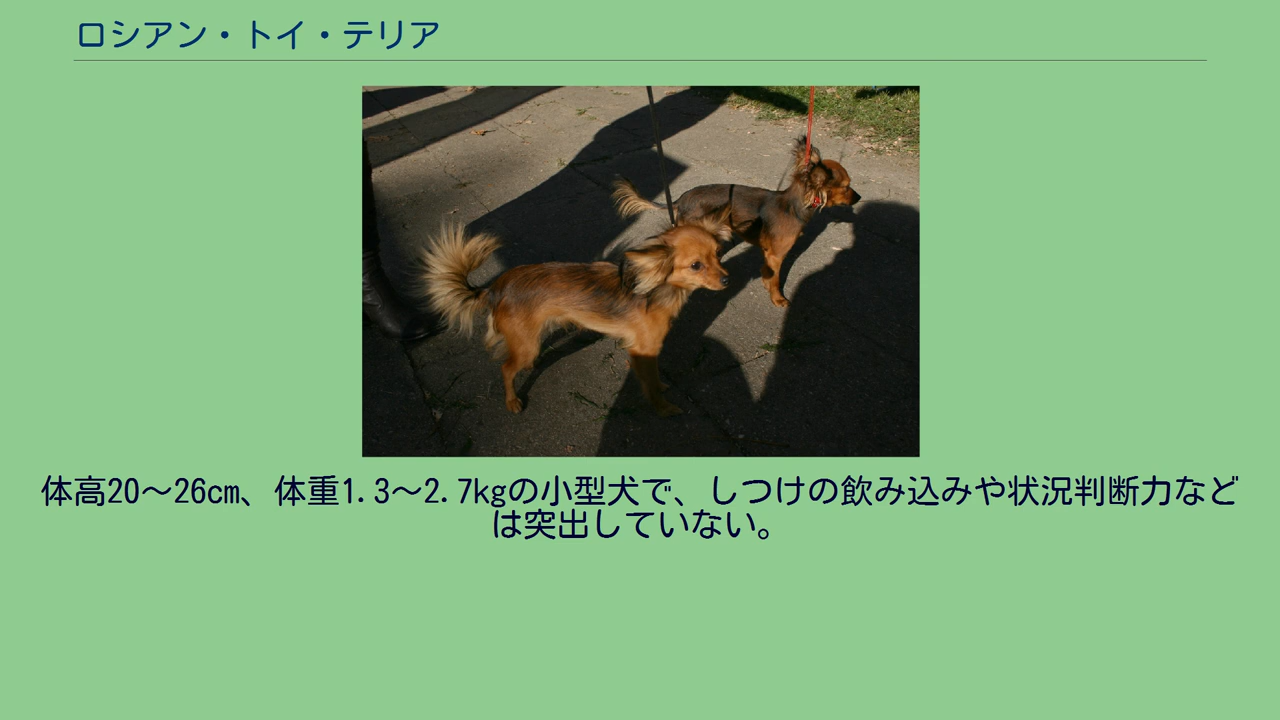 ロシアン・トイ・テリア
体高20～26cm、体重1.3～2.7kgの小型犬で、しつけの飲み込みや状況判断力など
は突出していない。